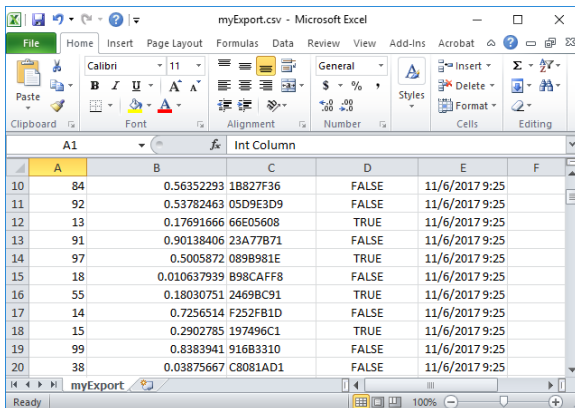 myExport.csv - Microsoft Excel
File Home Insert Page Layout Formulas Data Review View Add-Ins Acrobat
Calibri 11 General Insert
B I U A A $ % , Delete
Paste Styles Format
Clipboard Font Alignment Number Cells Editing
A1 fx Int Column
A B C D E F
10 84 0.56352293 1B827F36 FALSE 11/6/2017 9:25
11 92 0.53782463 05D9E3D9 FALSE 11/6/2017 9:25
12 13 0.17691666 66E05608 TRUE 11/6/2017 9:25
13 91 0.90138406 23A77B71 FALSE 11/6/2017 9:25
14 97 0.5005872 089B981E TRUE 11/6/2017 9:25
15 18 0.010637939 B98CAFF8 FALSE 11/6/2017 9:25
16 55 0.18030751 2469BC91 TRUE 11/6/2017 9:25
17 14 0.7256514 F252FB1D FALSE 11/6/2017 9:25
18 15 0.2902785 197496C1 TRUE 11/6/2017 9:25
19 99 0.8383941 916B3310 FALSE 11/6/2017 9:25
20 38 0.03875667 C8081AD1 FALSE 11/6/2017 9:25
myExport
Ready 100%